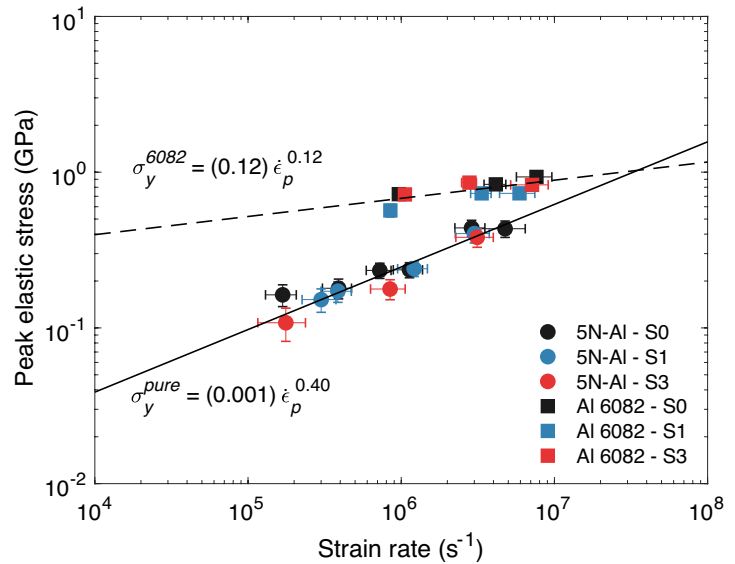 10^1
10^0
10^-1
10^-2
Peak elastic stress (GPa)
σ_y^6082 = (0.12) ε̇_p^0.12
σ_y^pure = (0.001) ε̇_p^0.40
5N-Al - S0
5N-Al - S1
5N-Al - S3
Al 6082 - S0
Al 6082 - S1
Al 6082 - S3
10^4
10^5
10^6
10^7
10^8
Strain rate (s^-1)